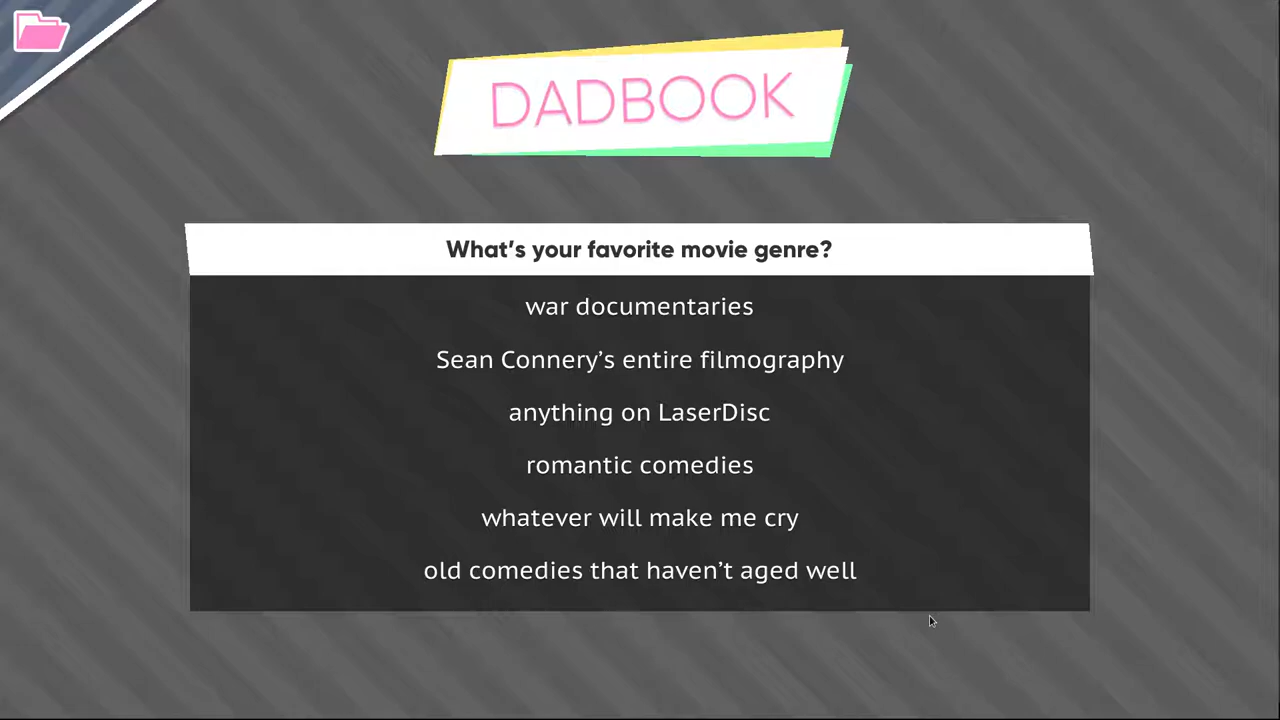 DADBOOK
What's your favorite movie genre?
war documentaries
Sean Connery's entire filmography
anything on LaserDisc
romantic comedies
whatever will make me cry
old comedies that haven't aged well